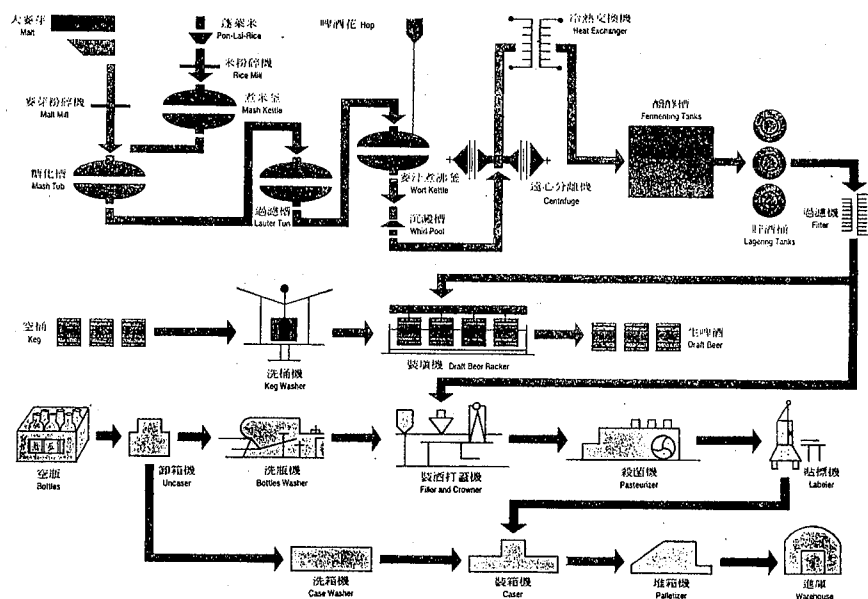 大麥芽
Malt
蓬萊米
Pon-Lai-Rice
啤酒花 Hop
冷熱交換機
Heat Exchanger
米粉碎機
Rice Mill
麥芽粉碎機
Malt Mill
煮米釜
Mash Kettle
醣化槽
Mash Tub
過濾槽
Lauter Tun
麥汁煮沸釜
Wort Kettle
沉澱槽
Whirl Pool
遠心分離機
Centrifuge
醱酵槽
Fermenting Tanks
貯酒桶
Lagering Tanks
過濾機
Filter
空桶
Keg
洗桶機
Keg Washer
裝填機 Draft Beer Racker
生啤酒
Draft Beer
空瓶
Bottles
卸箱機
Uncaser
洗瓶機
Bottles Washer
裝酒打蓋機
Filler and Crowner
殺菌機
Pasteurizer
貼標機
Labeler
洗箱機
Case Washer
裝箱機
Caser
堆箱機
Palletizer
進庫
Warehouse